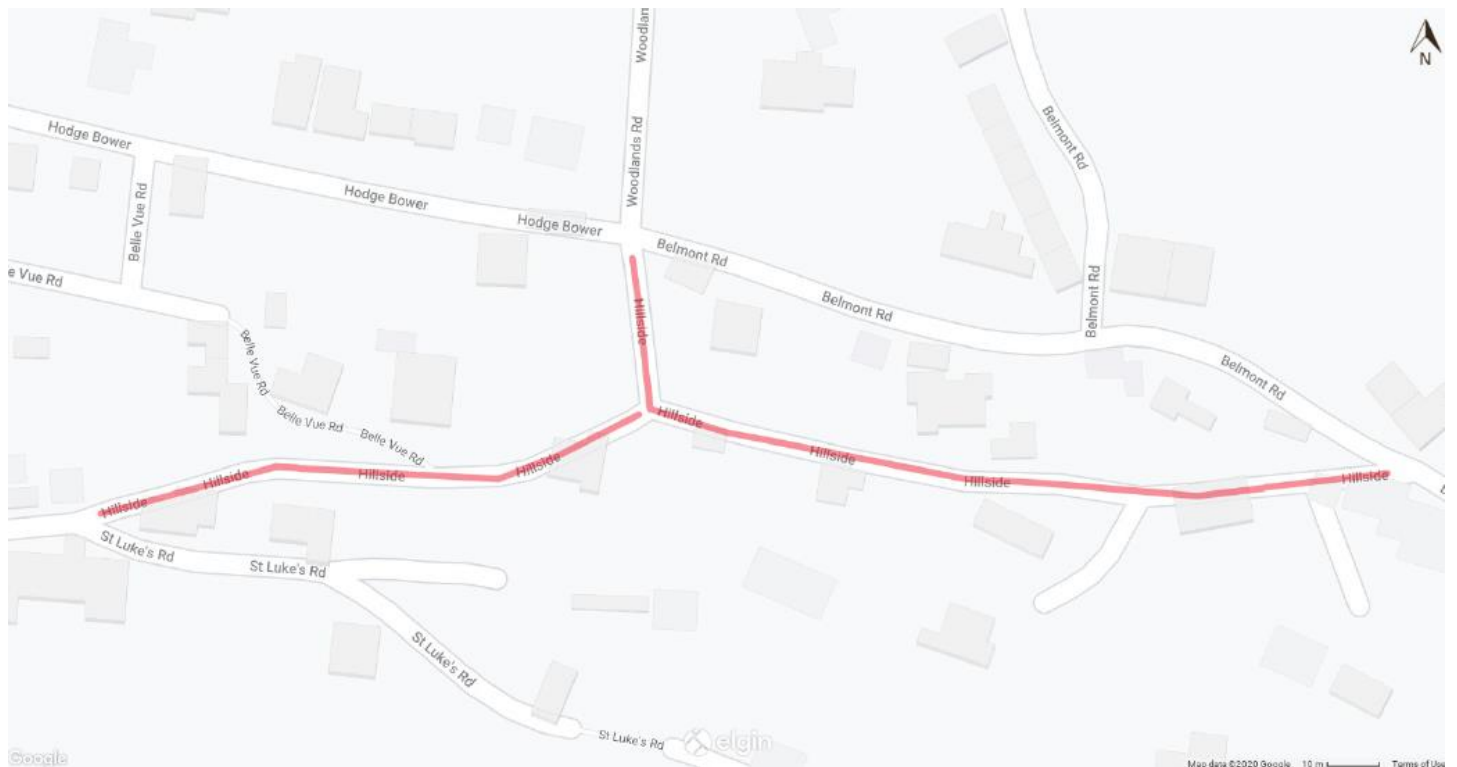 Woodlan
N
Hodge Bower
Belmont Rd
Woodlands Rd
Hodge Bower
Belle Vue Rd
Hodge Bower
Belmont Rd
e Vue Rd
Belmont Rd
Belmont Rd
Hillside
Belle Vue Rd
Belmont Rd
Belle Vue Rd
Hillside
Belle Vue Rd
Hillside
Hillside
Hillside
Hillside
Hillside
Hillside
Hillside
St Luke's Rd
St Luke's Rd
St Luke's Rd
St Luke's Rd
elgin
Google
Map data ©2020 Google 10 m Terms of Use